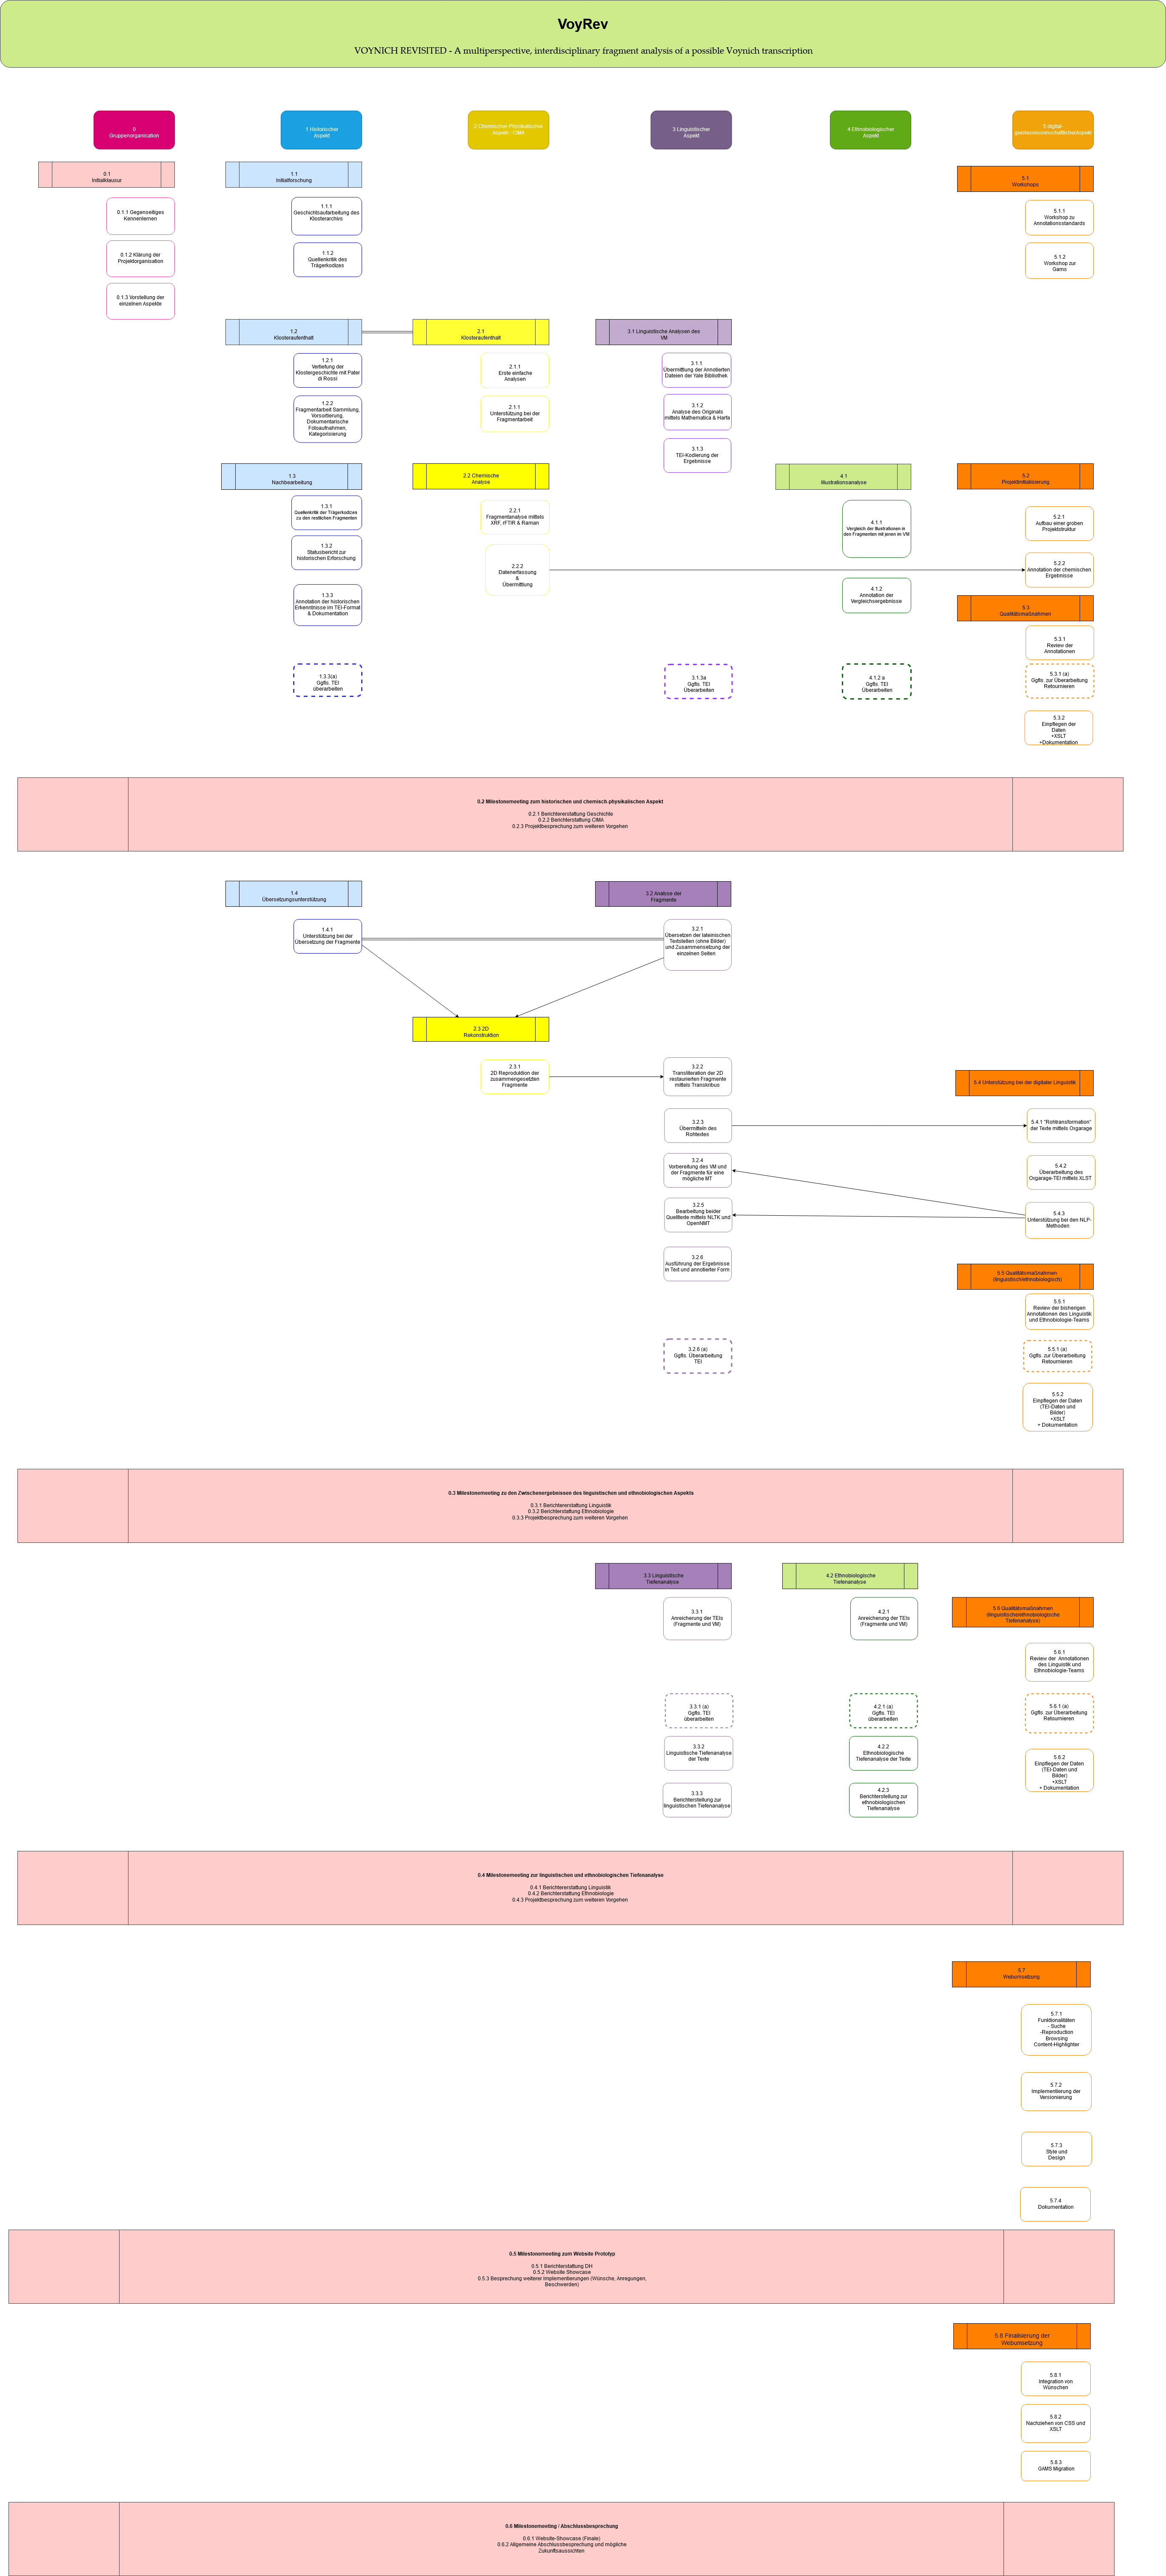 VoyRev
VOYNICH REVISITED - A multiperspective, interdisciplinary fragment analysis of a possible Voynich transcription
0
Gruppenorganisation
1 Historischer
Aspekt
2 Chemischer-Physikalischer
Aspekt - CIMA
3 Linguistischer
Aspekt
4 Ethnobiologischer
Aspekt
5 digital-
geisteswissenschaftlicher Aspekt
0.1
Initialklausur
1.1
Initialforschung
5.1
Workshops
0.1.1 Gegenseitiges
Kennenlernen
1.1.1
Geschichtsaufarbeitung des
Klosterarchivs
5.1.1
Workshop zu
Annotationsstandards
0.1.2 Klärung der
Projektorganisation
1.1.2
Quellenkritik des
Trägerkodizes
5.1.2
Workshop zur
Gams
0.1.3 Vorstellung der
einzelnen Aspekte
1.2
Klosteraufenthalt
2.1
Klosteraufenthalt
3.1 Linguistische Analysen des
VM
1.2.1
Vertiefung der
Klostergeschichte mit Pater
di Rossi
2.1.1
Erste einfache
Analysen
3.1.1
Übermittlung der Annotierten
Dateien der Yale Bibliothek
1.2.2
Fragmentarbeit Sammlung,
Vorsortierung,
Dokumentarische
Fotoaufnahmen,
Kategorisierung
2.1.1
Unterstützung bei der
Fragmentarbeit
3.1.2
Analyse des Originals
mittels Mathematica & Harfa
3.1.3
TEI-Kodierung der
Ergebnisse
1.3
Nachbearbeitung
2.2 Chemische
Analyse
4.1
Illustrationsanalyse
5.2
Projektinitialisierung
1.3.1
Quellenkritik der Trägerkodizes
zu den restlichen Fragmenten
2.2.1
Fragmentanalyse mittels
XRF, rFTIR & Raman
4.1.1
Vergleich der Illustrationen in
den Fragmenten mit jenen im VM
5.2.1
Aufbau einer groben
Projektstruktur
1.3.2
Statusbericht zur
historischen Erforschung
2.2.2
Datenerfassung
&
Übermittlung
5.2.2
Annotation der chemischen
Ergebnisse
1.3.3
Annotation der historischen
Erkenntnisse im TEI-Format
& Dokumentation
4.1.2
Annotation der
Vergleichsergebnisse
5.3
Qualitätsmaßnahmen
5.3.1
Review der
Annotationen
1.3.3(a)
Ggfls. TEI
überarbeiten
3.1.3a
Ggfls. TEI
Überarbeiten
4.1.2 a
Ggfls. TEI
Überarbeiten
5.3.1 (a)
Ggfls. zur Überarbeitung
Retournieren
5.3.2
Einpflegen der
Daten
+XSLT
+Dokumentation
0.2 Milestonemeeting zum historischen und chemisch-physikalischen Aspekt
0.2.1 Berichtererstattung Geschichte
0.2.2 Berichterstattung CIMA
0.2.3 Projektbesprechung zum weiteren Vorgehen
1.4
Übersetzungsunterstützung
3.2 Analyse der
Fragmente
1.4.1
Unterstützung bei der
Übersetzung der Fragmente
3.2.1
Übersetzen der lateinischen
Textstellen (ohne Bilder)
und Zusammensetzung der
einzelnen Seiten
2.3 2D
Rekonstruktion
2.3.1
2D Reproduktion der
zusammengesetzten
Fragmente
3.2.2
Transliteration der 2D
restaurierten Fragmente
mittels Transkribus
5.4 Unterstützung bei der digitaler Linguistik
3.2.3
Übermitteln des
Rohtextes
5.4.1 "Rohtransformation"
der Texte mittels Oxgarage
3.2.4
Vorbereitung des VM und
der Fragmente für eine
mögliche MT
5.4.2
Überarbeitung des
Oxgarage-TEI mittels XLST
3.2.5
Bearbeitung beider
Quelltexte mittels NLTK und
OpenNMT
5.4.3
Unterstützung bei den NLP-
Methoden
3.2.6
Ausführung der Ergebnisse
in Text und annotierter Form
5.5 Qualitätsmaßnahmen
(linguistisch/ethnobiologisch)
5.5.1
Review der bisherigen
Annotationen des Linguistik
und Ethnobiologie-Teams
3.2.6 (a)
Ggfls. Überarbeitung
TEI
5.5.1 (a)
Ggfls. zur Überarbeitung
Retournieren
5.5.2
Einpflegen der Daten
(TEI-Daten und
Bilder)
+XSLT
+ Dokumentation
0.3 Milestonemeeting zu den Zwischenergebnissen des linguistischen und ethnobiologischen Aspekts
0.3.1 Berichtererstattung Linguistik
0.3.2 Berichterstattung Ethnobiologie
0.3.3 Projektbesprechung zum weiteren Vorgehen
3.3 Linguistische
Tiefenanalyse
4.2 Ethnobiologische
Tiefenanalyse
5.6 Qualitätsmaßnahmen
(linguistische/ethnobiologische
Tiefenanalyse)
3.3.1
Anreicherung der TEIs
(Fragmente und VM)
4.2.1
Anreicherung der TEIs
(Fragmente und VM)
5.6.1
Review der Annotationen
des Linguistik und
Ethnobiologie-Teams
3.3.1 (a)
Ggfls. TEI
überarbeiten
4.2.1 (a)
Ggfls. TEI
überarbeiten
5.6.1 (a)
Ggfls. zur Überarbeitung
Retournieren
3.3.2
Linguistische Tiefenanalyse
der Texte
4.2.2
Ethnobiologische
Tiefenanalyse der Texte
5.6.2
Einpflegen der Daten
(TEI-Daten und
Bilder)
+XSLT
+ Dokumentation
3.3.3
Berichterstellung zur
linguistischen Tiefenanalyse
4.2.3
Berichterstellung zur
ethnobiologischen
Tiefenanalyse
0.4 Milestonemeeting zur linguistischen und ethnobiologischen Tiefenanalyse
0.4.1 Berichtererstattung Linguistik
0.4.2 Berichterstattung Ethnobiologie
0.4.3 Projektbesprechung zum weiteren Vorgehen
5.7
Webumsetzung
5.7.1
Funktionalitäten
- Suche
-Reproduction
Browsing
Content-Highlighter
5.7.2
Implementierung der
Versionierung
5.7.3
Style und
Design
5.7.4
Dokumentation
0.5 Milestonemeeting zum Website Prototyp
0.5.1 Berichterstattung DH
0.5.2 Website Showcase
0.5.3 Besprechung weiterer Implementierungen (Wünsche, Anregungen,
Beschwerden)
5.8 Finalisierung der
Webumsetzung
5.8.1
Integration von
Wünschen
5.8.2
Nachziehen von CSS und
XSLT
5.8.3
GAMS Migration
0.6 Milestonemeeting / Abschlussbesprechung
0.6.1 Website-Showcase (Finale)
0.6.2 Allgemeine Abschlussbesprechung und mögliche
Zukunftsaussichten